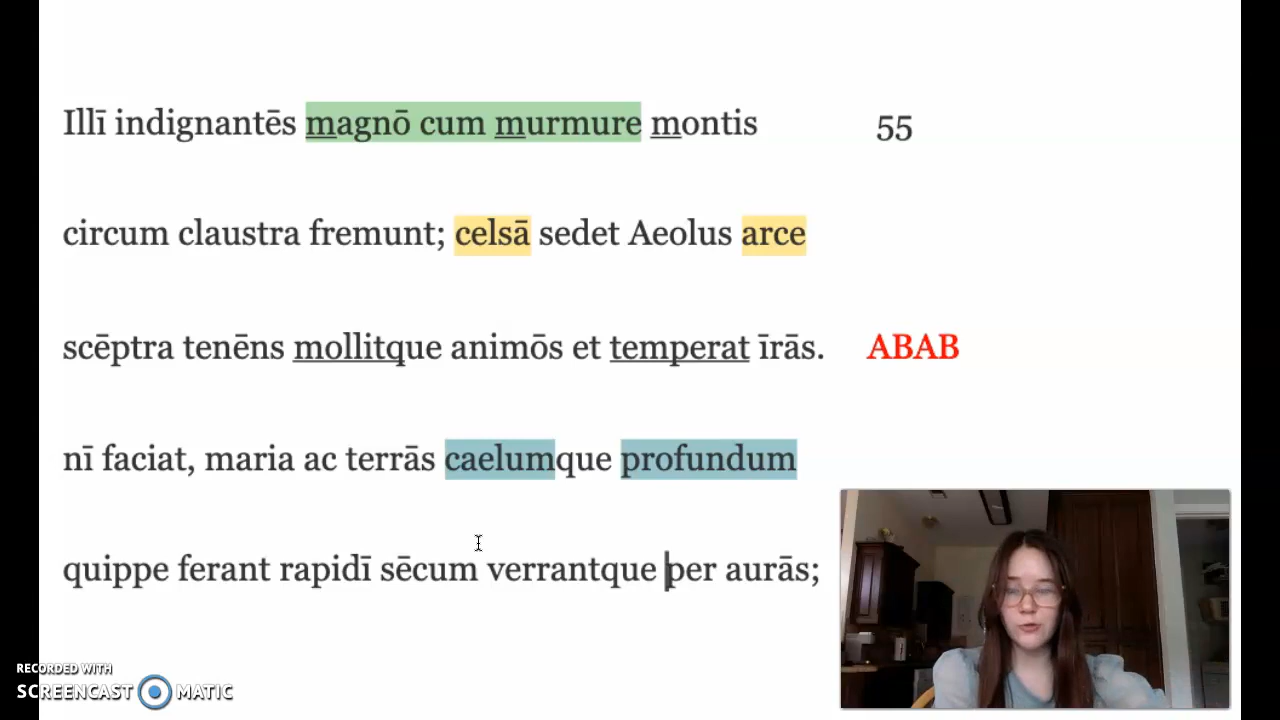 Illī indignantēs magnō cum murmure montis 55
circum claustra fremunt; celsā sedet Aeolus arce
scēptra tenēns mollitque animōs et temperat īrās. ABAB
nī faciat, maria ac terrās caelumque profundum
quippe ferant rapidī sēcum verrantque per aurās;
RECORDED WITH
SCREENCAST MATIC